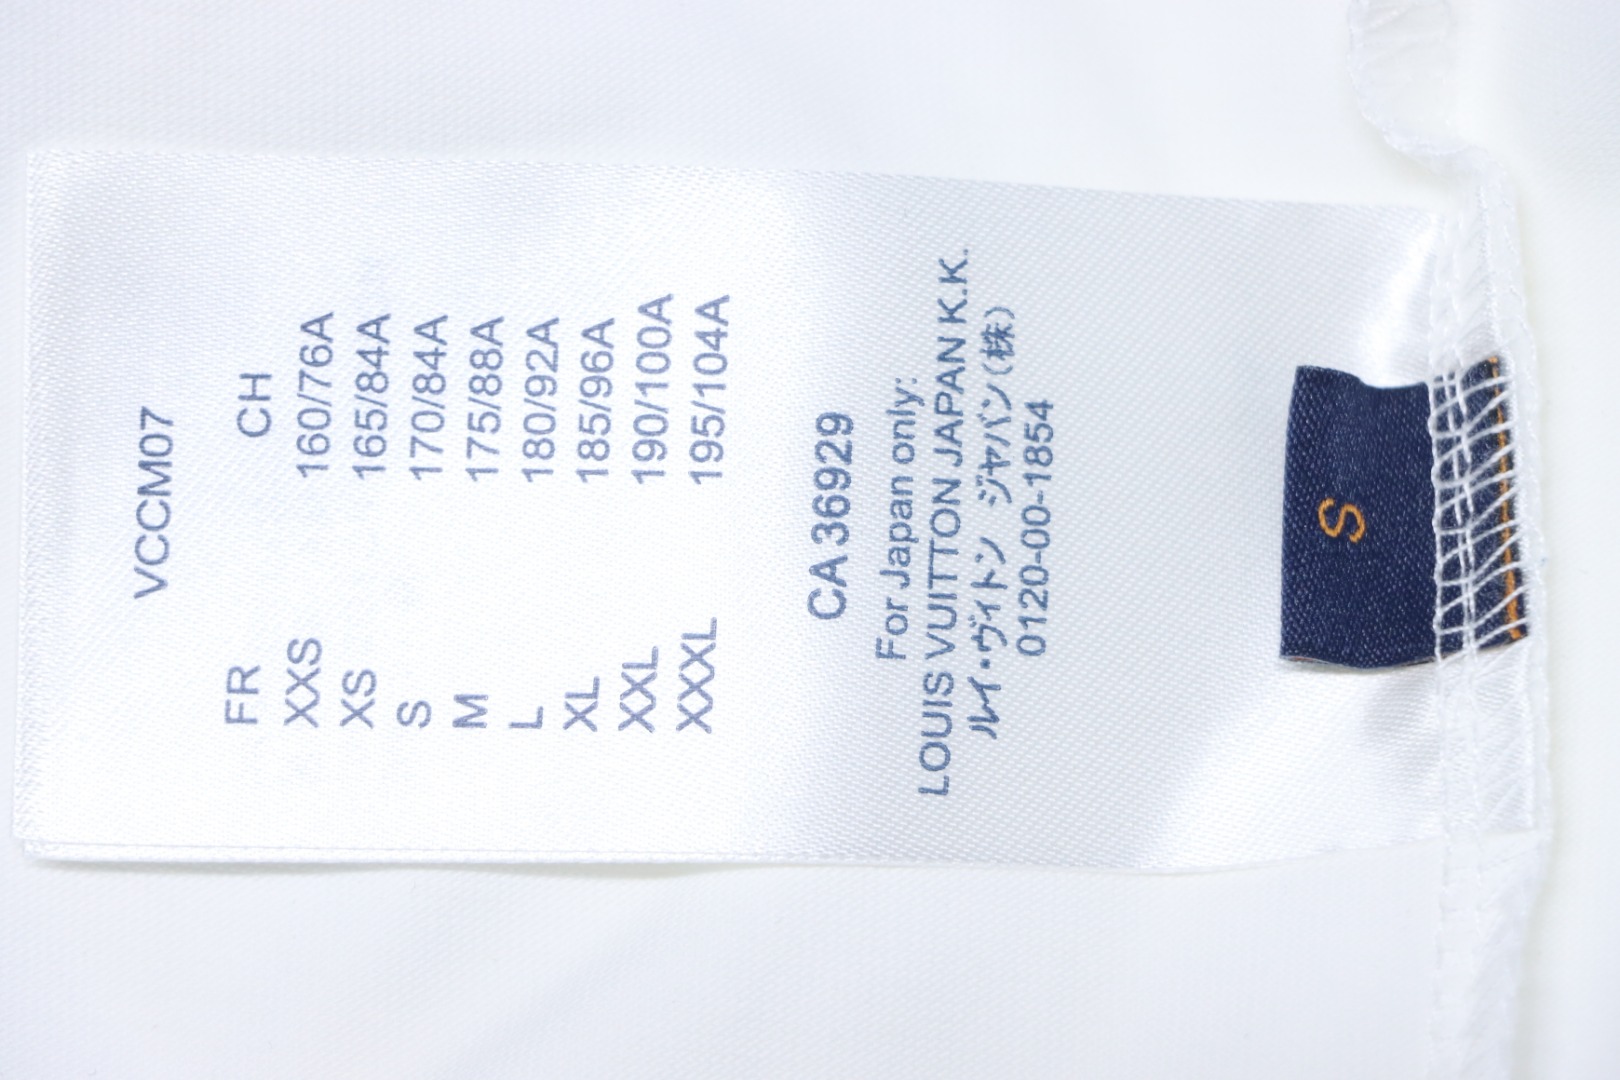 VCCM07
FR CH
XXS 160/76A
XS 165/84A
S 170/84A
M 175/88A
L 180/92A
XL 185/96A
XXL 190/100A
XXXL 195/104A
CA36929
For Japan only:
LOUIS VUITTON JAPAN K.K.
ルイ・ヴィトン ジャパン(株)
0120-00-1854
S